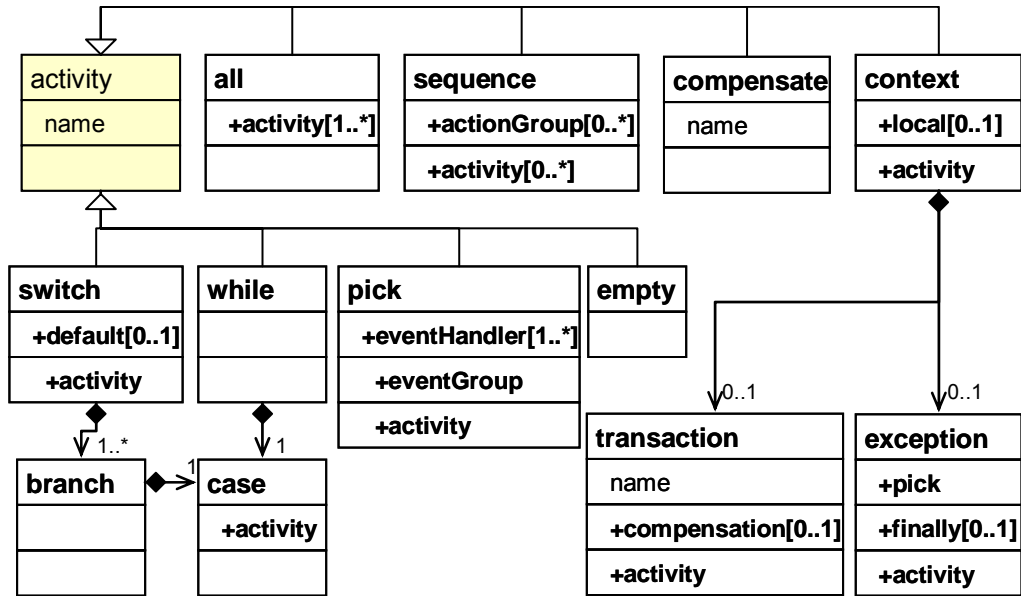 activity
name
all
+activity[1..*]
sequence
+actionGroup[0..*]
+activity[0..*]
compensate
name
context
+local[0..1]
+activity
switch
+default[0..1]
+activity
while
pick
+eventHandler[1..*]
+eventGroup
+activity
empty
1..*
1
1
0..1
0..1
branch
case
+activity
transaction
name
+compensation[0..1]
+activity
exception
+pick
+finally[0..1]
+activity